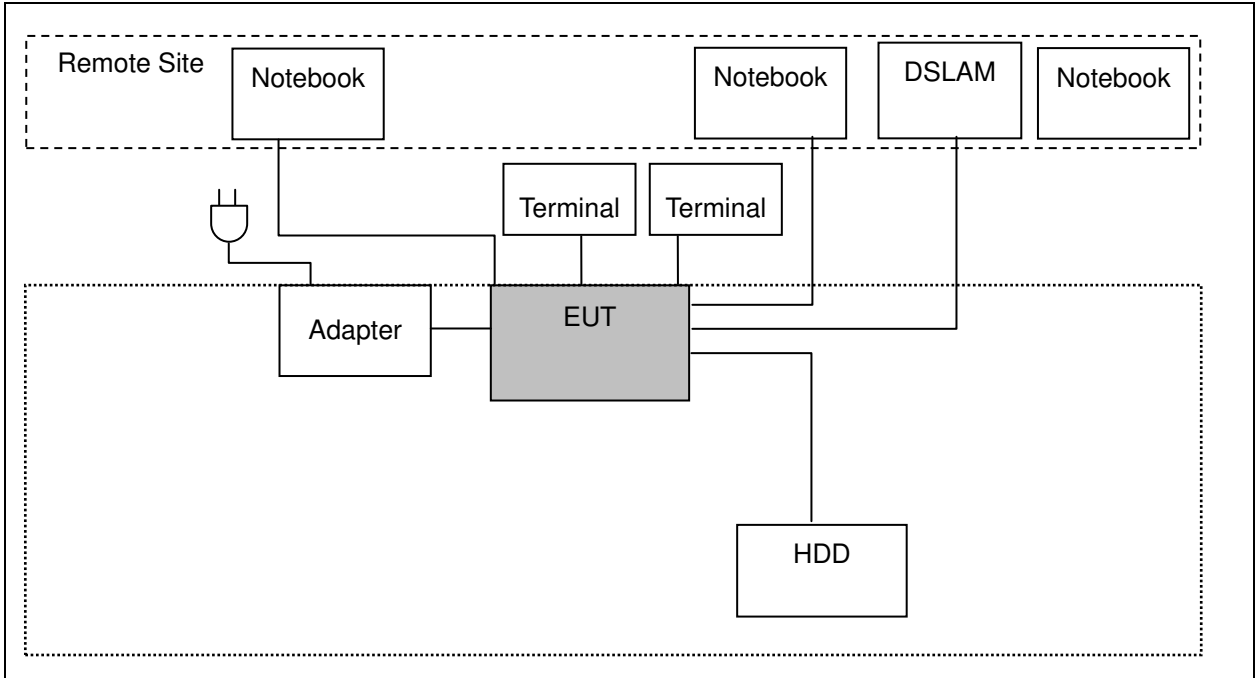 Remote Site
Notebook
Notebook
DSLAM
Notebook
Terminal
Terminal
Adapter
EUT
HDD